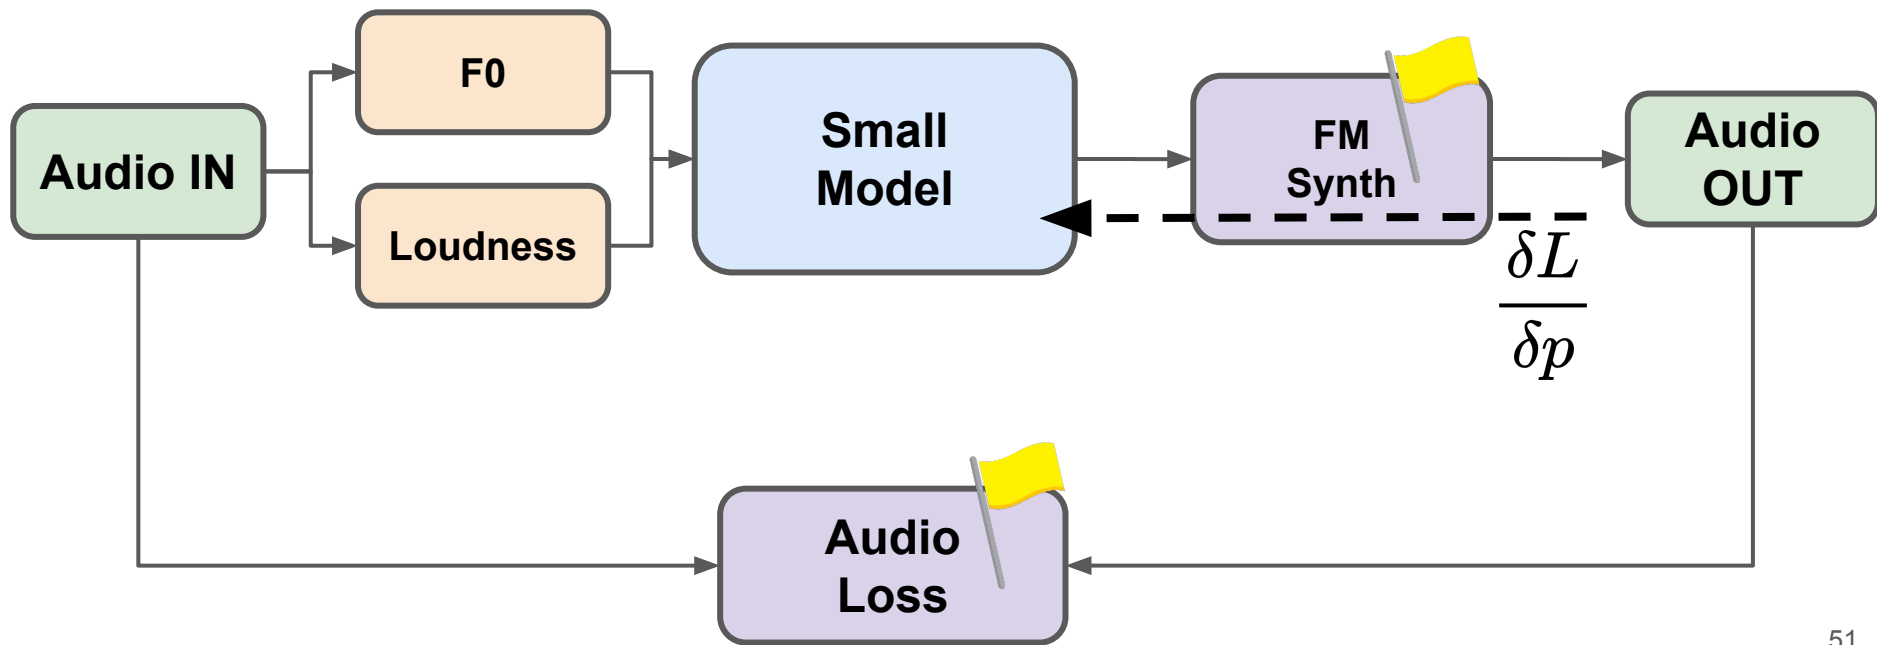 Audio IN
F0
Loudness
Small
Model
FM
Synth
Audio
OUT
δL
δp
Audio
Loss
51